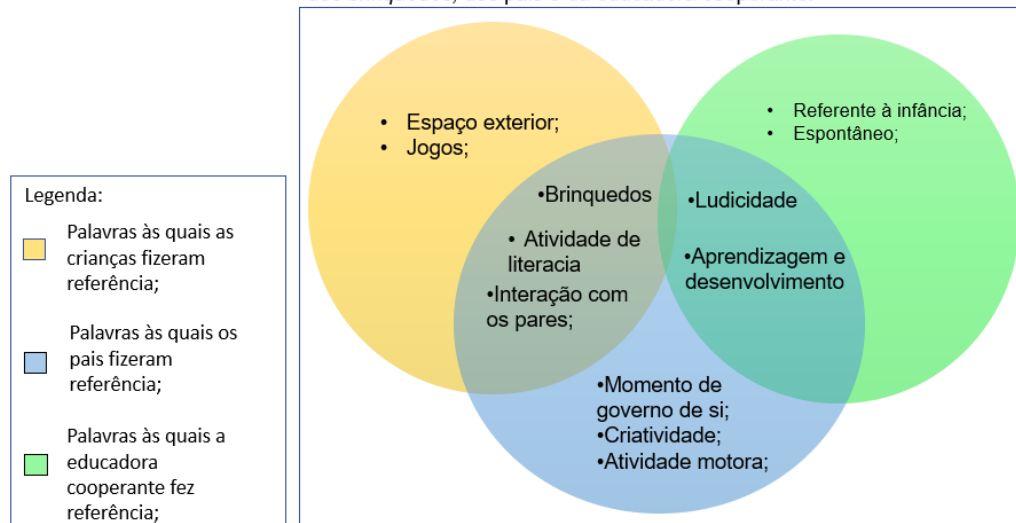 • Espaço exterior;
• Jogos;
• Referente à infância;
• Espontâneo;
•Brinquedos
• Atividade de
literacia
•Interação com
os pares;
•Ludicidade
•Aprendizagem e
desenvolvimento
•Momento de
governo de si;
•Criatividade;
•Atividade motora;
Legenda:
Palavras às quais as
crianças fizeram
referência;
Palavras às quais os
pais fizeram
referência;
Palavras às quais a
educadora
cooperante fez
referência;